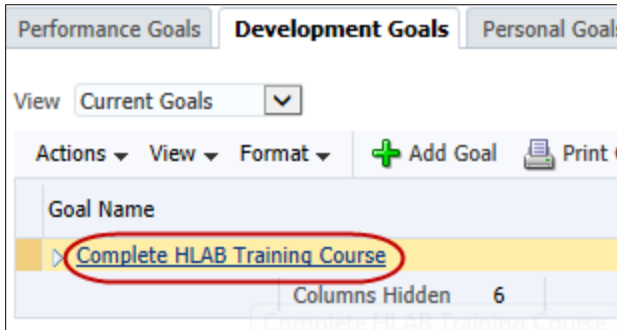 Performance Goals Development Goals Personal Goals
View Current Goals
Actions View Format Add Goal Print
Goal Name
Complete HLAB Training Course
Columns Hidden 6
Complete HLAB Training Course